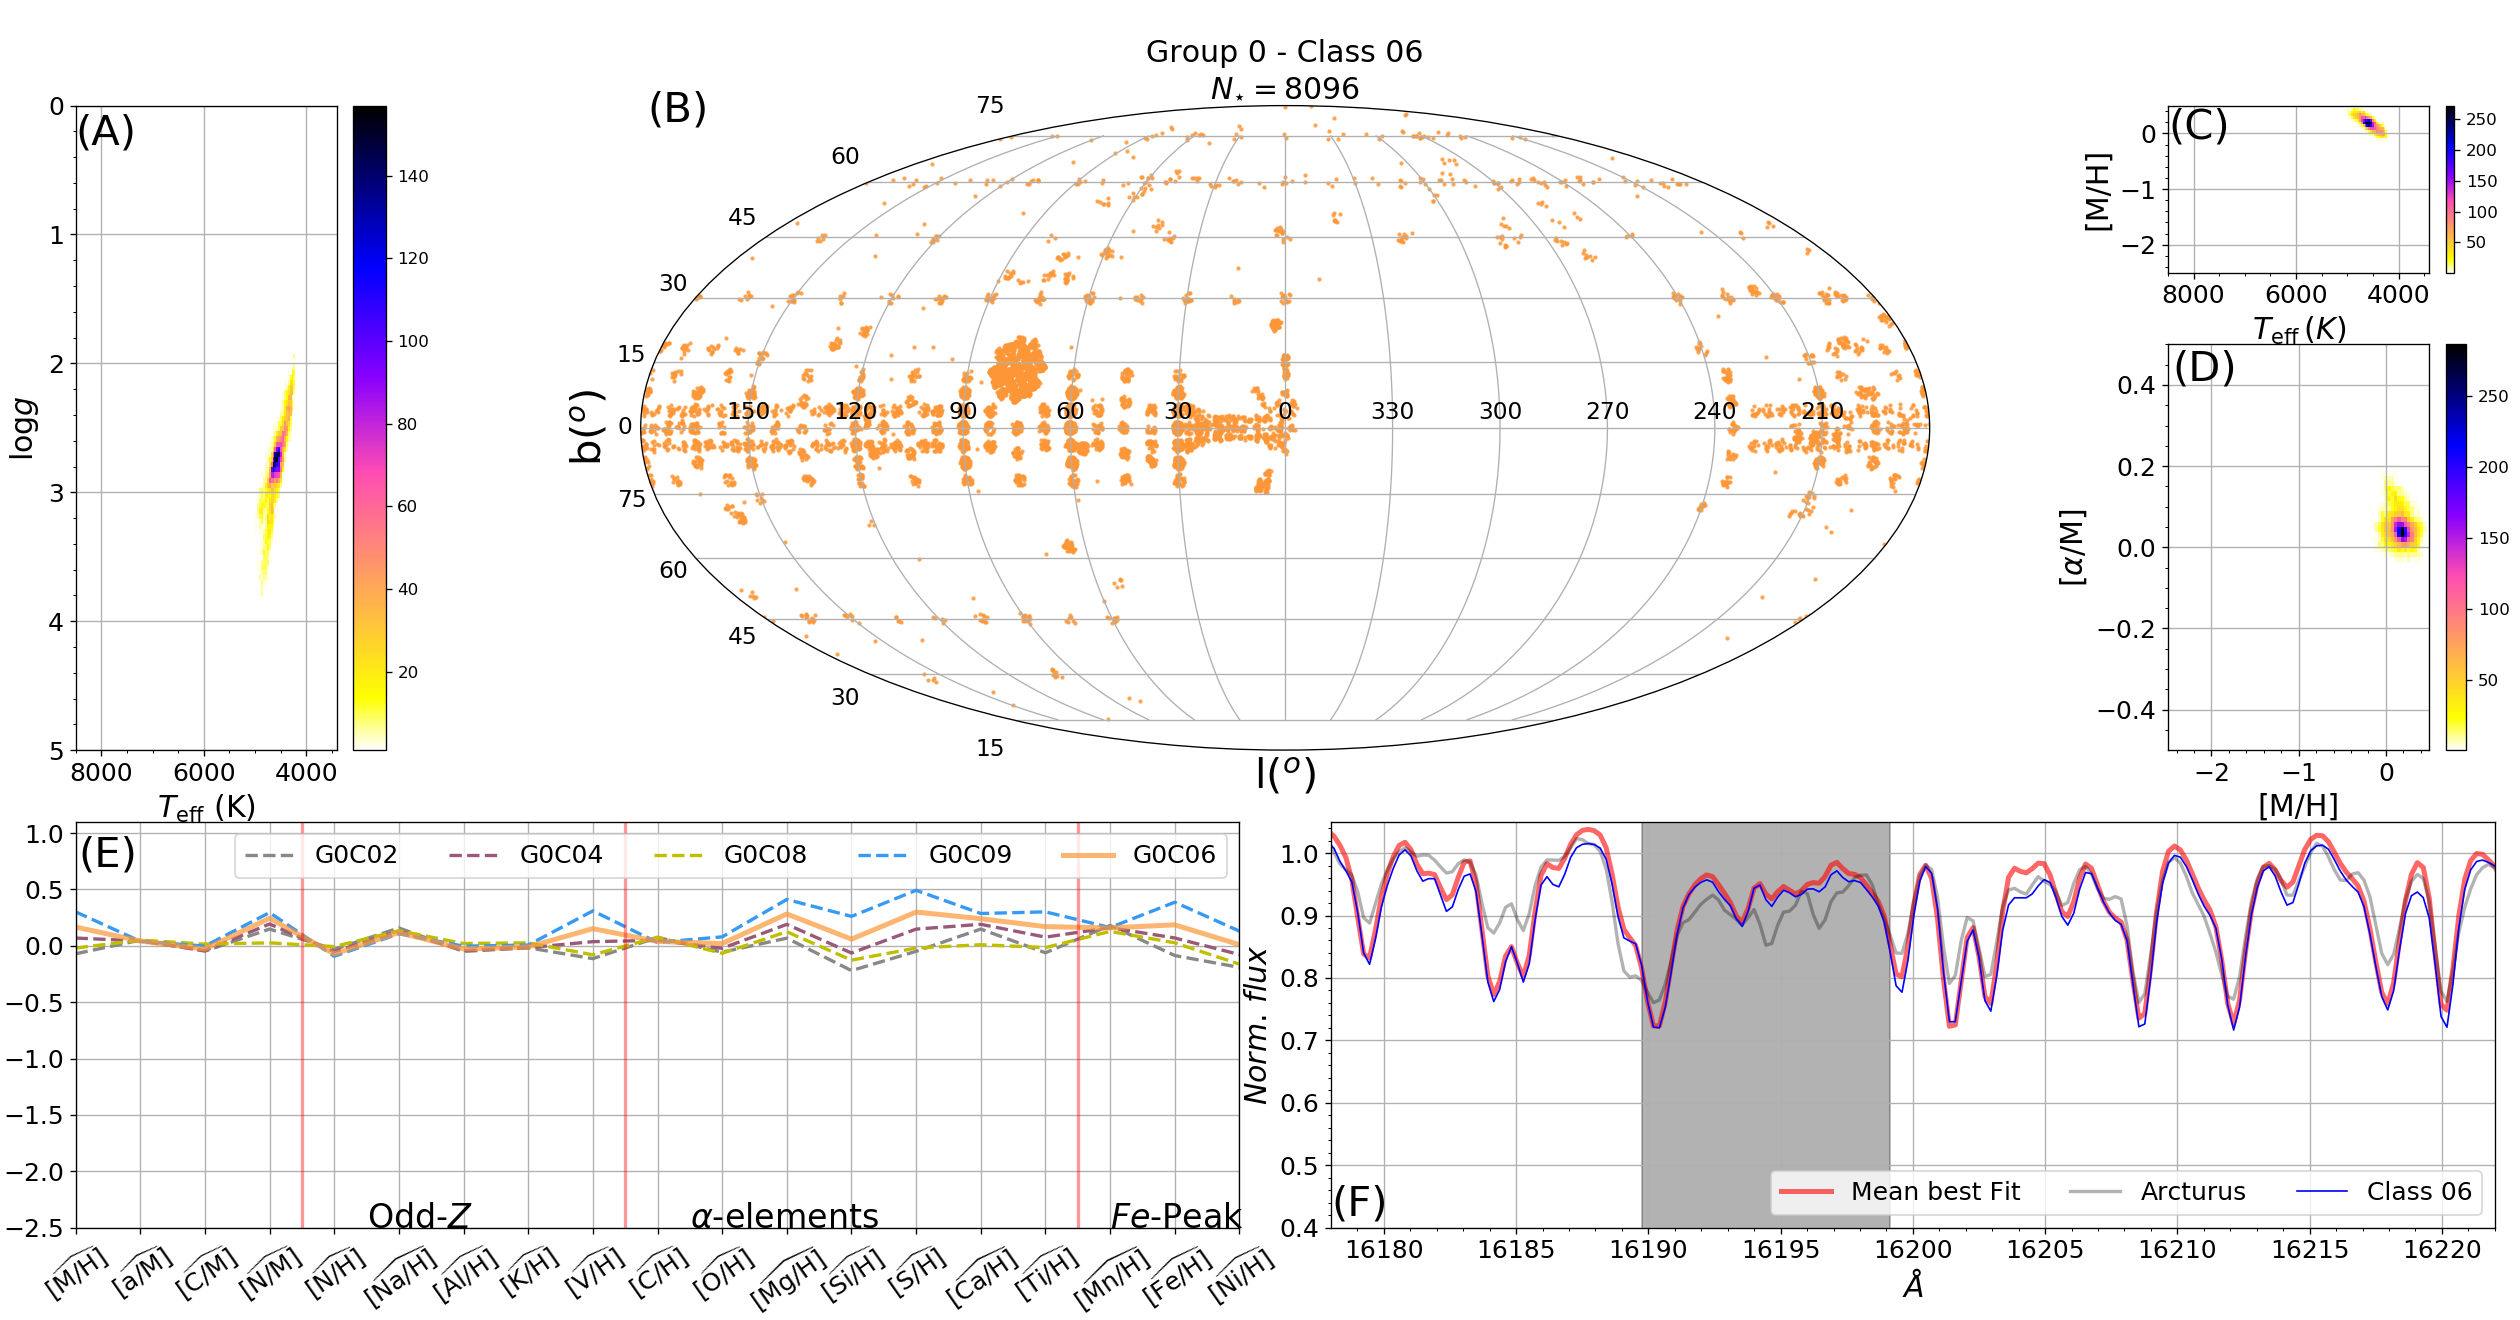 Group 0 - Class 06
N⋆ = 8096
(A)
0
1
2
3
4
5
logg
8000 6000 4000
Teff (K)
140
120
100
80
60
40
20
(B)
75
60
45
30
15
0
75
60
45
30
15
b(o)
150 120 90 60 30 0 330 300 270 240 210
l(o)
(C)
0
−1
−2
[M/H]
8000 6000 4000
Teff (K)
250
200
150
100
50
(D)
0.4
0.2
0.0
−0.2
−0.4
[α/M]
−2 −1 0
[M/H]
250
200
150
100
50
(E)
G0C02 G0C04 G0C08 G0C09 G0C06
1.0
0.5
0.0
−0.5
−1.0
−1.5
−2.0
−2.5
Odd-Z α-elements Fe-Peak
[M/H] [a/M] [C/M] [N/M] [N/H] [Na/H] [Al/H] [K/H] [V/H] [C/H] [O/H] [Mg/H] [Si/H] [S/H] [Ca/H] [Ti/H] [Mn/H] [Fe/H] [Ni/H]
1.0
0.9
0.8
0.7
0.6
0.5
0.4
Norm. flux
(F)
Mean best Fit Arcturus Class 06
16180 16185 16190 16195 16200 16205 16210 16215 16220
Å